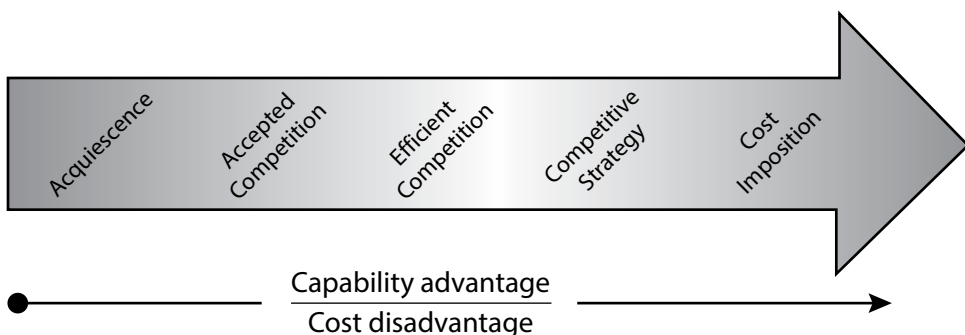 Acquiescence
Accepted
Competition
Efficient
Competition
Competitive
Strategy
Cost
Imposition
Capability advantage
Cost disadvantage